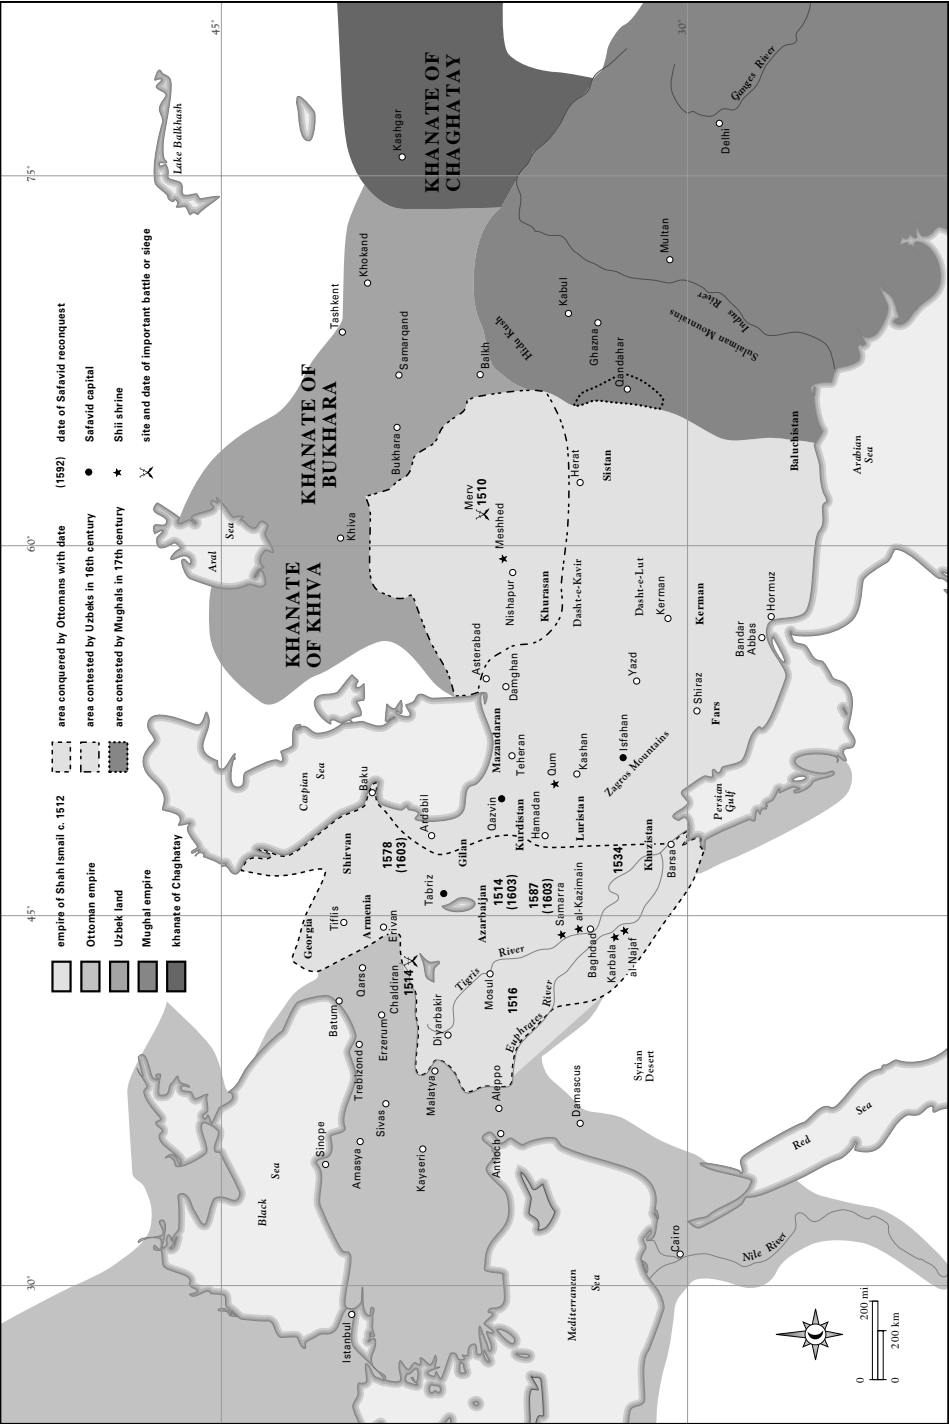 empire of Shah Ismail c. 1512
Ottoman empire
Uzbek land
Mughal empire
khanate of Chaghatay
area conquered by Ottomans with date
area contested by Uzbeks in 16th century
area contested by Mughals in 17th century
(1592) date of Safavid reconquest
Safavid capital
Shii shrine
site and date of important battle or siege
30°
45°
60°
75°
45°
30°
Lake Balkhash
Aral
Sea
KHANATE
OF KHIVA
KHANATE OF
BUKHARA
KHANATE OF
CHAGHATAY
Khiva
Bukhara
Samarqand
Tashkent
Khokand
Kashgar
Balkh
Hidu Kush
Kabul
Ghazna
Qandahar
Multan
Indus River
Sulaiman Mountains
Delhi
Ganges River
Caspian
Sea
Baku
Shirvan
1578
(1603)
Ardabil
Gilan
Georgia
Tiflis
Armenia
Erivan
Chaldiran
1514
Tabriz
Azarbaijan
1514
(1603)
1587
(1603)
Kurdistan
Qazvin
Hamadan
Luristan
1534
Khuzistan
Barsa
Samarra
al-Kazimain
Baghdad
Karbala
al-Najaf
Tigris
River
Mosul
1516
Euphrates
River
Diyarbakir
Mazandaran
Teheran
Qum
Kashan
Isfahan
Zagros Mountains
Asterabad
Damghan
Nishapur
Meshhed
Merv
1510
Khurasan
Dasht-e-Kavir
Herat
Sistan
Dasht-e-Lut
Yazd
Kerman
Kerman
Shiraz
Fars
Bandar
Abbas
Hormuz
Persian
Gulf
Baluchistan
Arabian
Sea
Black
Sea
Istanbul
Sinope
Amasya
Sivas
Kayseri
Trebizond
Batum
Qars
Erzerum
Malatya
Aleppo
Antioch
Damascus
Syrian
Desert
Mediterranean
Sea
Cairo
Nile River
Red
Sea
0 200 mi
0 200 km